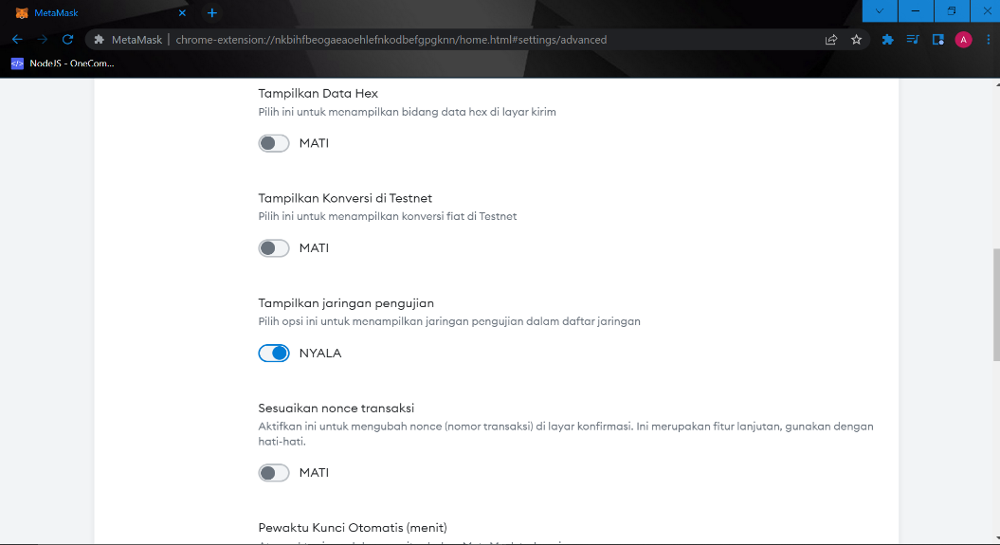 MetaMask
MetaMask | chrome-extension://nkbihfbeogaeaoehlefnkodbefgpgknn/home.html#settings/advanced
A
</> NodeJS - OneCom...
Tampilkan Data Hex
Pilih ini untuk menampilkan bidang data hex di layar kirim
MATI
Tampilkan Konversi di Testnet
Pilih ini untuk menampilkan konversi fiat di Testnet
MATI
Tampilkan jaringan pengujian
Pilih opsi ini untuk menampilkan jaringan pengujian dalam daftar jaringan
NYALA
Sesuaikan nonce transaksi
Aktifkan ini untuk mengubah nonce (nomor transaksi) di layar konfirmasi. Ini merupakan fitur lanjutan, gunakan dengan
hati-hati.
MATI
Pewaktu Kunci Otomatis (menit)